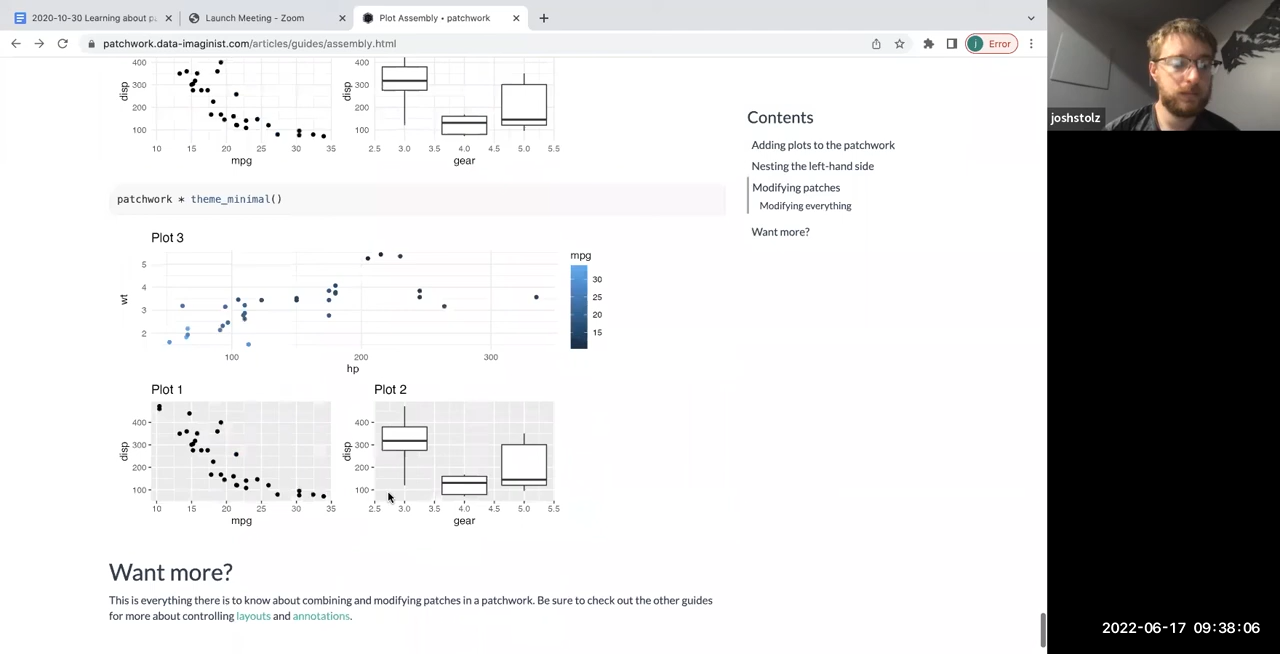 2020-10-30 Learning about pa
Launch Meeting - Zoom
Plot Assembly • patchwork
patchwork.data-imaginist.com/articles/guides/assembly.html
j Error
400
300
200
100
disp
10 15 20 25 30 35
mpg
400
300
200
100
disp
2.5 3.0 3.5 4.0 4.5 5.0 5.5
gear
patchwork * theme_minimal()
Plot 3
5
4
3
2
wt
100 200 300
hp
mpg
30
25
20
15
Plot 1
400
300
200
100
disp
10 15 20 25 30 35
mpg
Plot 2
400
300
200
100
disp
2.5 3.0 3.5 4.0 4.5 5.0 5.5
gear
Want more?
This is everything there is to know about combining and modifying patches in a patchwork. Be sure to check out the other guides
for more about controlling layouts and annotations.
Contents
Adding plots to the patchwork
Nesting the left-hand side
Modifying patches
Modifying everything
Want more?
joshstolz
2022-06-17 09:38:06